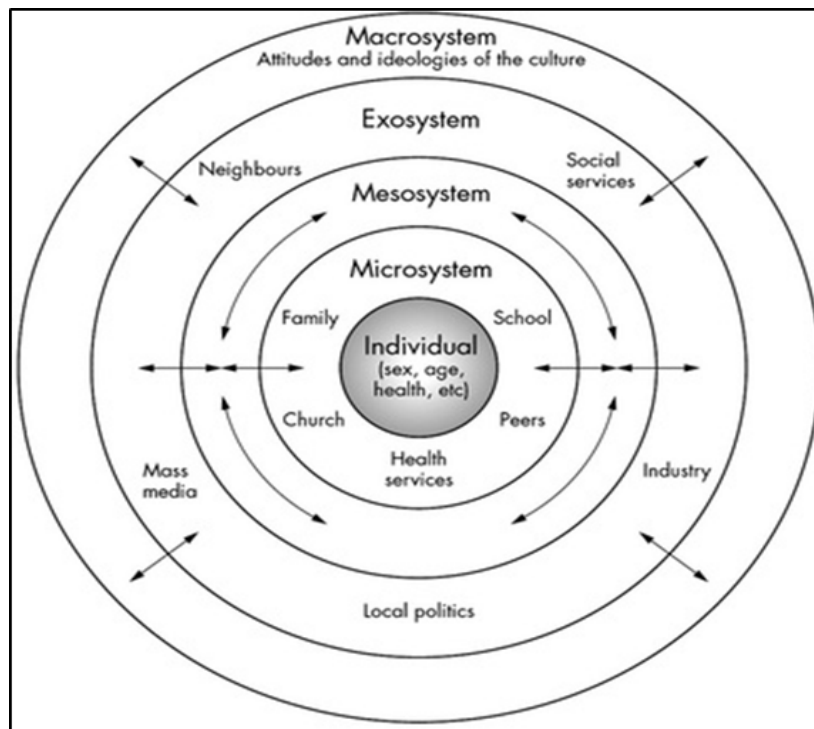 Macrosystem
Attitudes and ideologies of the culture
Exosystem
Neighbours
Social
services
Mesosystem
Microsystem
Family
School
Individual
(sex, age,
health, etc)
Church
Peers
Health
services
Mass
media
Industry
Local politics